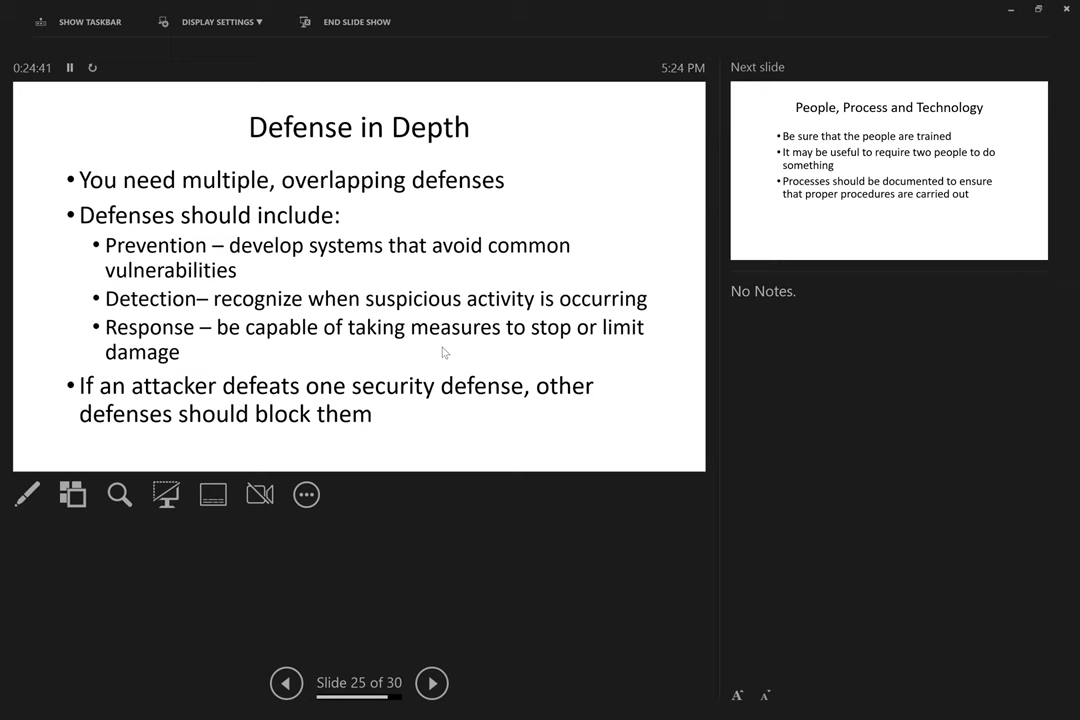 SHOW TASKBAR DISPLAY SETTINGS ▼ END SLIDE SHOW
0:24:41 5:24 PM
Defense in Depth
• You need multiple, overlapping defenses
• Defenses should include:
• Prevention – develop systems that avoid common
vulnerabilities
• Detection– recognize when suspicious activity is occurring
• Response – be capable of taking measures to stop or limit
damage
• If an attacker defeats one security defense, other
defenses should block them
Slide 25 of 30
Next slide
People, Process and Technology
• Be sure that the people are trained
• It may be useful to require two people to do
something
• Processes should be documented to ensure
that proper procedures are carried out
No Notes.
A A